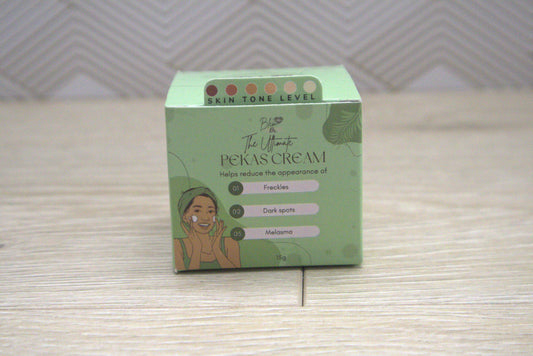 SKIN TONE LEVEL
The Ultimate
PEKAS CREAM
Helps reduce the appearance of
01 Freckles
02 Dark spots
03 Melasma
15g